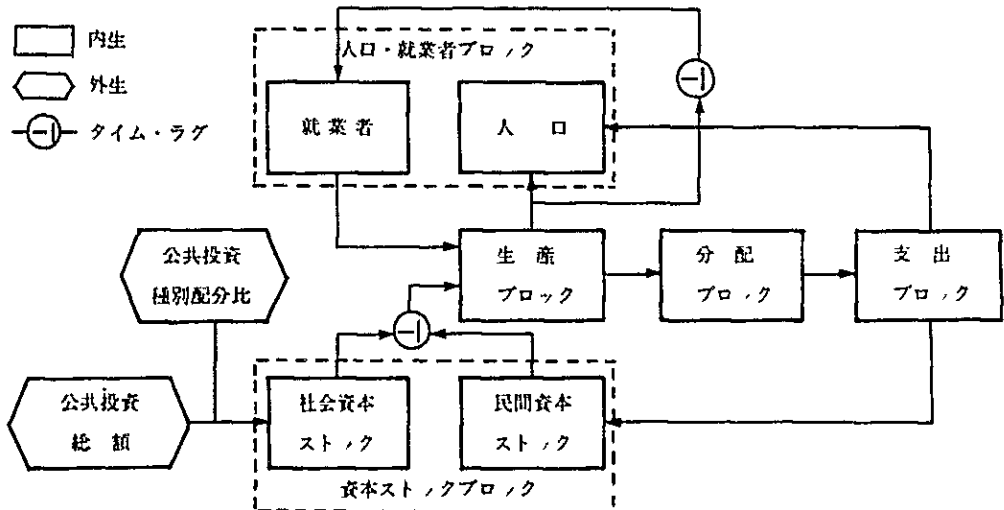 内生
外生
タイム・ラグ
人口・就業者ブロック
就業者
人口
公共投資
種別配分比
生産
ブロック
分配
ブロック
支出
ブロック
公共投資
総額
社会資本
ストック
民間資本
ストック
資本ストックブロック